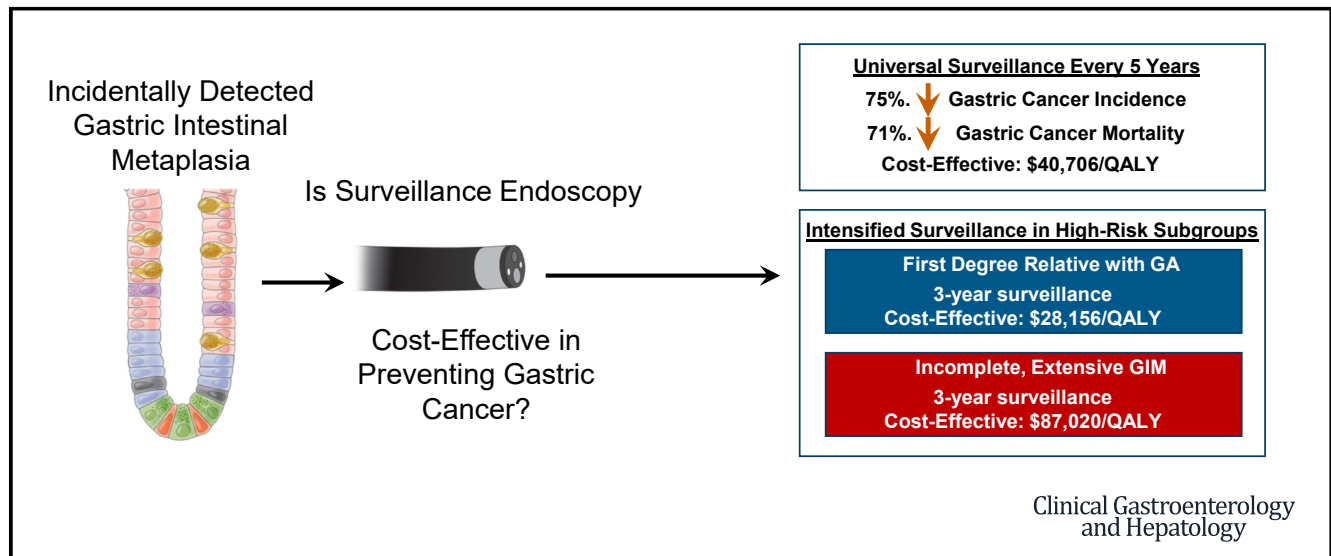 Incidentally Detected
Gastric Intestinal
Metaplasia
Is Surveillance Endoscopy
Cost-Effective in
Preventing Gastric
Cancer?
Universal Surveillance Every 5 Years
75%. Gastric Cancer Incidence
71%. Gastric Cancer Mortality
Cost-Effective: $40,706/QALY
Intensified Surveillance in High-Risk Subgroups
First Degree Relative with GA
3-year surveillance
Cost-Effective: $28,156/QALY
Incomplete, Extensive GIM
3-year surveillance
Cost-Effective: $87,020/QALY
Clinical Gastroenterology
and Hepatology